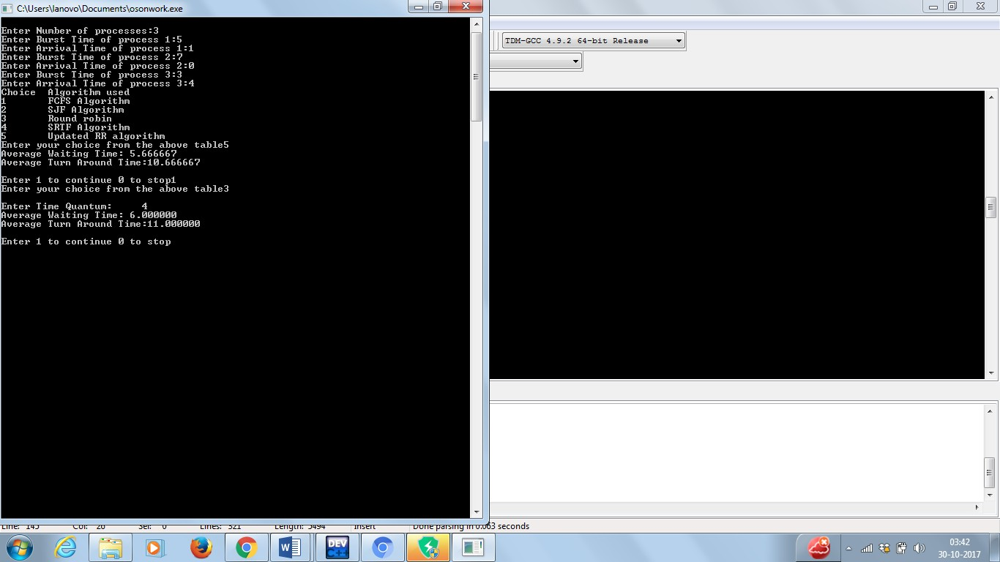 C:\Users\lanovo\Documents\osonwork.exe
Enter Number of processes:3
Enter Burst Time of process 1:5
Enter Arrival Time of process 1:1
Enter Burst Time of process 2:7
Enter Arrival Time of process 2:0
Enter Burst Time of process 3:3
Enter Arrival Time of process 3:4
Choice  Algorithm used
1       FCFS Algorithm
2       SJF Algorithm
3       Round robin
4       SRTF Algorithm
5       Updated RR algorithm
Enter your choice from the above table5
Average Waiting Time: 5.666667
Average Turn Around Time:10.666667
Enter 1 to continue 0 to stop1
Enter your choice from the above table3
Enter Time Quantum:     4
Average Waiting Time: 6.000000
Average Turn Around Time:11.000000
Enter 1 to continue 0 to stop
TDM-GCC 4.9.2 64-bit Release
Line: 145 Col: 26 Sel: 0 Lines: 321 Length: 5494 Insert Done parsing in 0.063 seconds
W
DEV
C++
03:42
30-10-2017